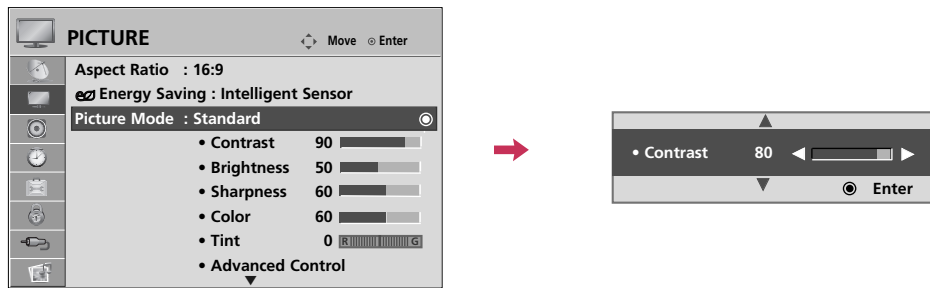 PICTURE Move Enter
Aspect Ratio : 16:9
Energy Saving : Intelligent Sensor
Picture Mode : Standard
• Contrast 90
• Brightness 50
• Sharpness 60
• Color 60
• Tint 0 R G
• Advanced Control
• Contrast 80
Enter